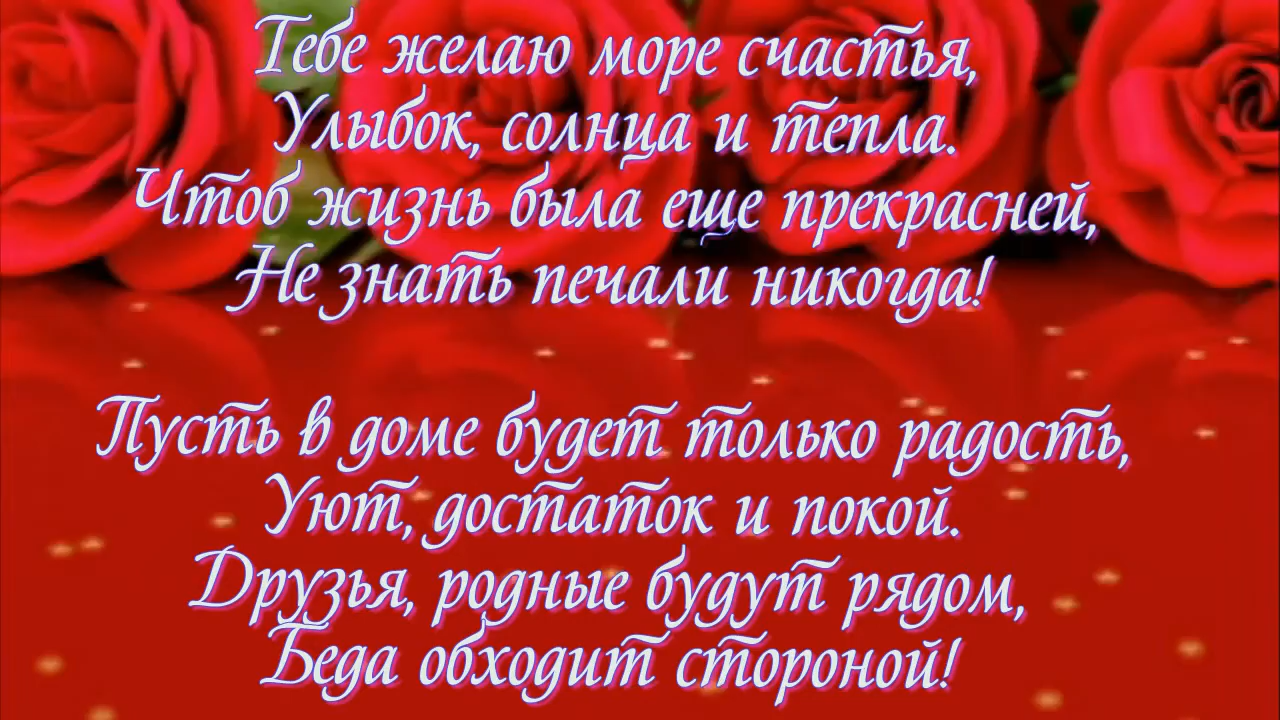 Тебе желаю море счастья,
Улыбок, солнца и тепла.
Чтоб жизнь была еще прекрасней,
Не знать печали никогда!
Пусть в доме будет только радость,
Уют, достаток и покой.
Друзья, родные будут рядом,
Беда обходит стороной!